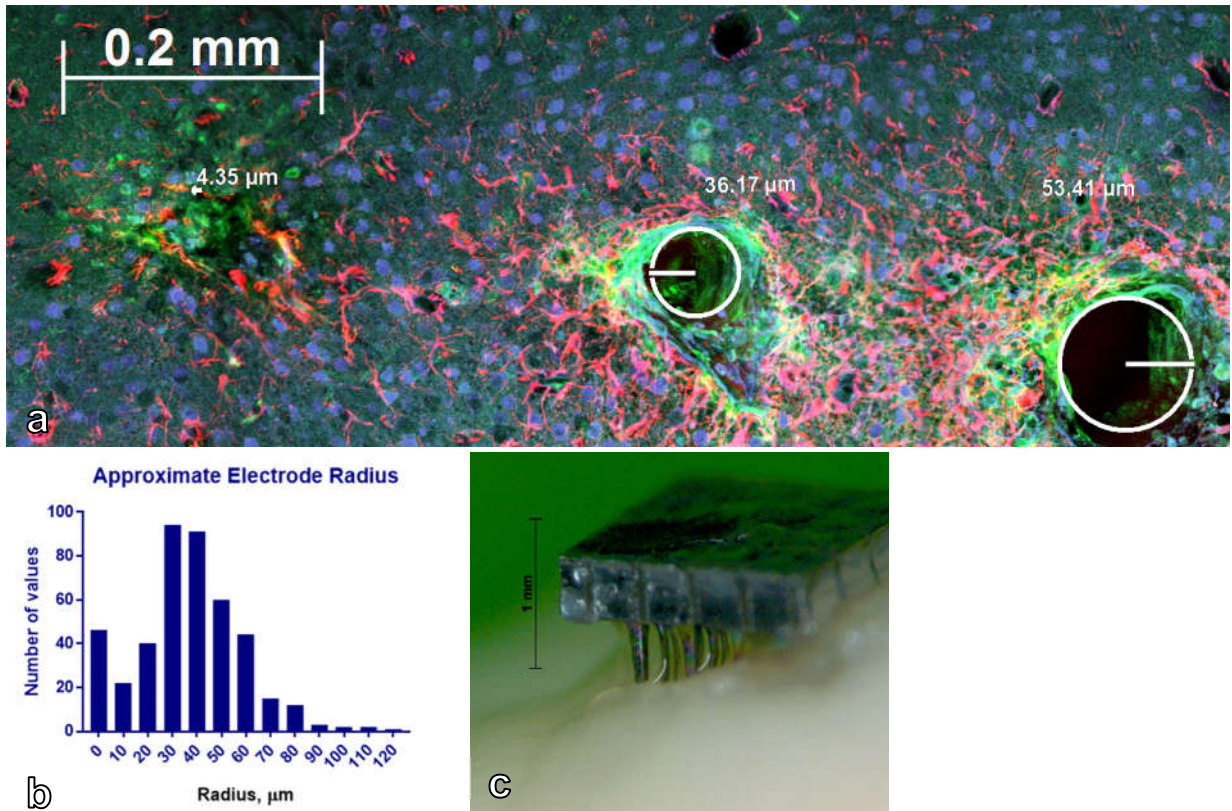 0.2 mm
4.35 µm
36.17 µm
53.41 µm
a
Approximate Electrode Radius
Number of values
100
80
60
40
20
0
0 10 20 30 40 50 60 70 80 90 100 110 120
Radius, µm
b
1 mm
c